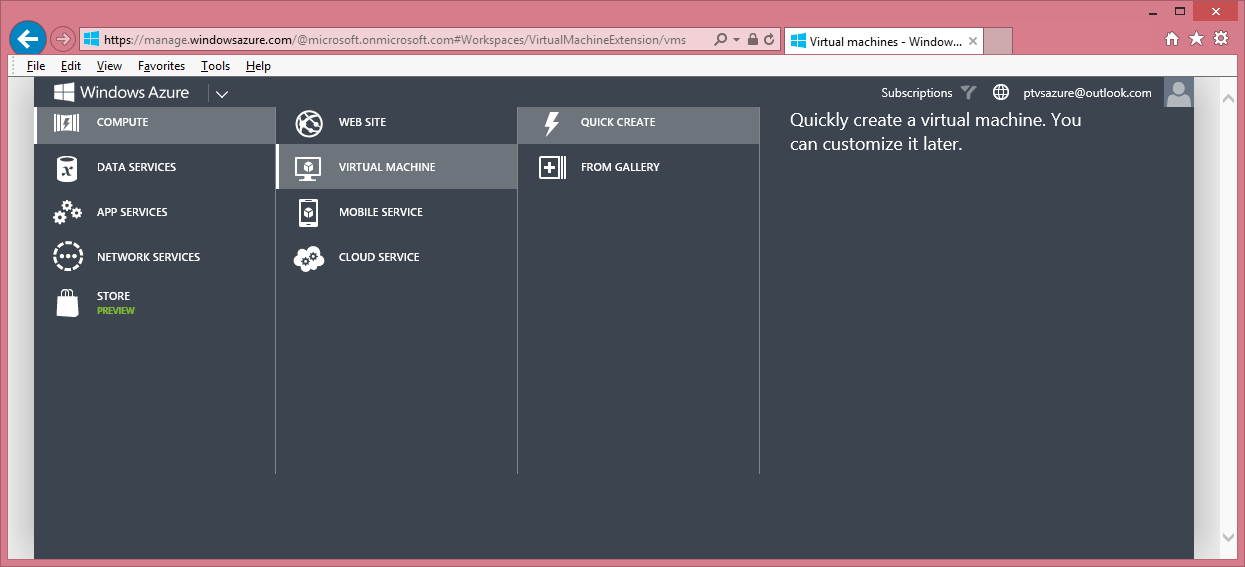 https://manage.windowsazure.com/@microsoft.onmicrosoft.com#Workspaces/VirtualMachineExtension/vms
Virtual machines - Window...
File Edit View Favorites Tools Help
Windows Azure
Subscriptions
ptvsazure@outlook.com
COMPUTE
DATA SERVICES
APP SERVICES
NETWORK SERVICES
STORE
PREVIEW
WEB SITE
VIRTUAL MACHINE
MOBILE SERVICE
CLOUD SERVICE
QUICK CREATE
FROM GALLERY
Quickly create a virtual machine. You
can customize it later.